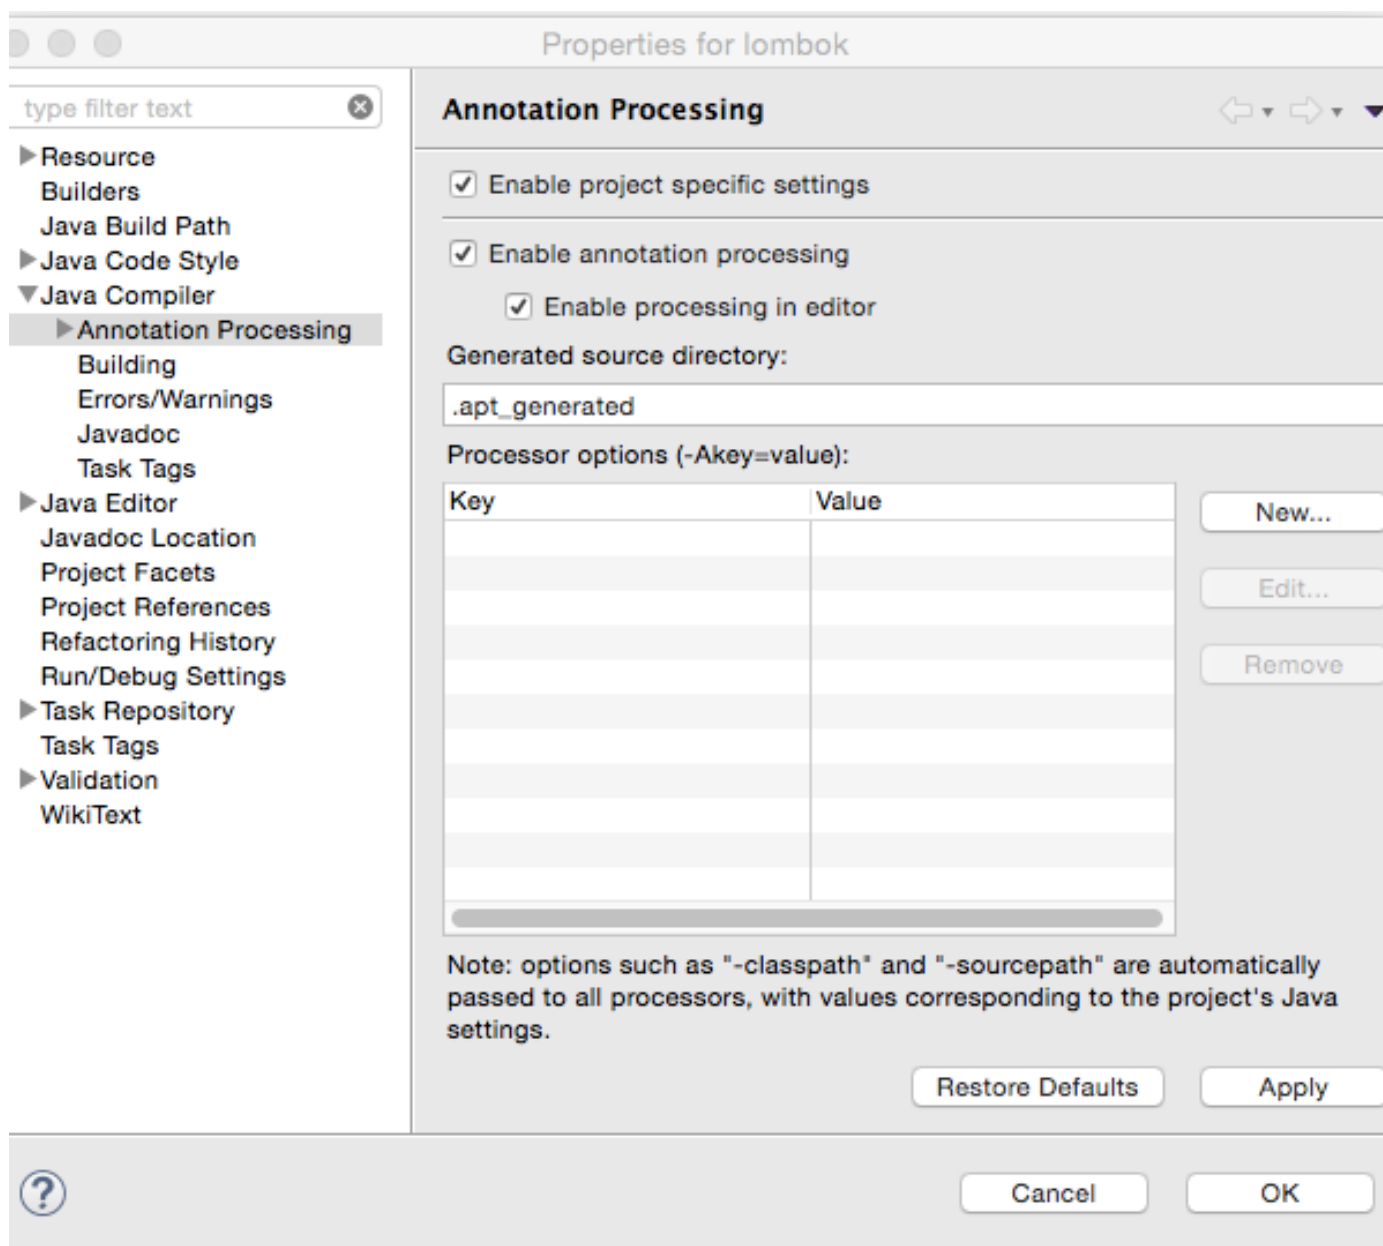 Properties for lombok
type filter text
Resource
Builders
Java Build Path
Java Code Style
Java Compiler
Annotation Processing
Building
Errors/Warnings
Javadoc
Task Tags
Java Editor
Javadoc Location
Project Facets
Project References
Refactoring History
Run/Debug Settings
Task Repository
Task Tags
Validation
WikiText
Annotation Processing
Enable project specific settings
Enable annotation processing
Enable processing in editor
Generated source directory:
.apt_generated
Processor options (-Akey=value):
Key Value
New...
Edit...
Remove
Note: options such as "-classpath" and "-sourcepath" are automatically
passed to all processors, with values corresponding to the project's Java
settings.
Restore Defaults Apply
? Cancel OK